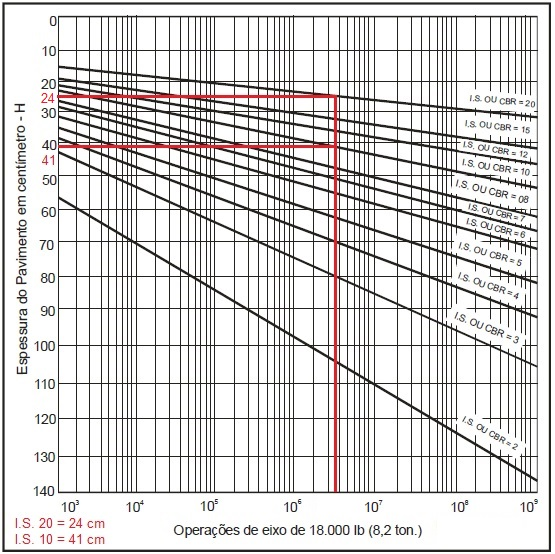 0
10
20
24
30
40
41
50
60
70
80
90
100
110
120
130
140
Espessura do Pavimento em centímetro - H
I.S. OU CBR = 20
I.S. OU CBR = 15
I.S. OU CBR = 12
I.S. OU CBR = 10
I.S. OU CBR = 08
I.S. OU CBR = 7
I.S. OU CBR = 6
I.S. OU CBR = 5
I.S. OU CBR = 4
I.S. OU CBR = 3
I.S. OU CBR = 2
10³ 10⁴ 10⁵ 10⁶ 10⁷ 10⁸ 10⁹
Operações de eixo de 18.000 lb (8,2 ton.)
I.S. 20 = 24 cm
I.S. 10 = 41 cm